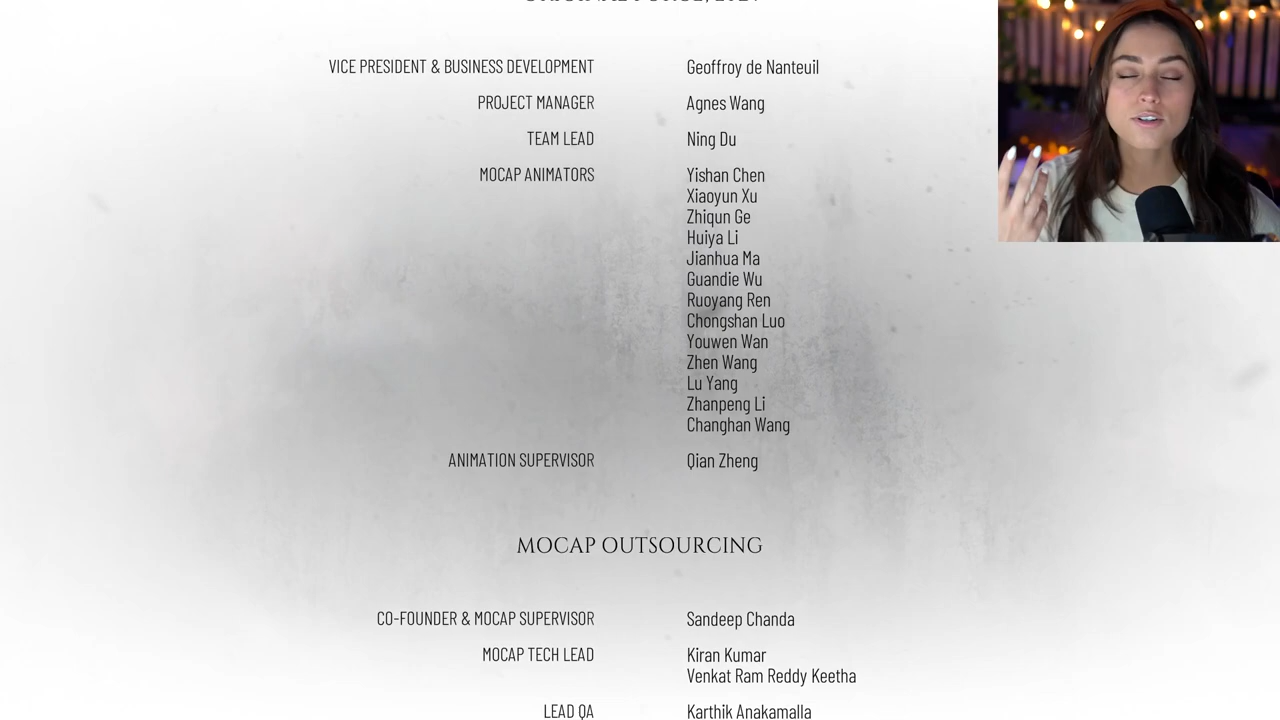 VICE PRESIDENT & BUSINESS DEVELOPMENT Geoffroy de Nanteuil
PROJECT MANAGER Agnes Wang
TEAM LEAD Ning Du
MOCAP ANIMATORS Yishan Chen
Xiaoyun Xu
Zhiqun Ge
Huiya Li
Jianhua Ma
Guandie Wu
Ruoyang Ren
Chongshan Luo
Youwen Wan
Zhen Wang
Lu Yang
Zhanpeng Li
Changhan Wang
ANIMATION SUPERVISOR Qian Zheng
MOCAP OUTSOURCING
CO-FOUNDER & MOCAP SUPERVISOR Sandeep Chanda
MOCAP TECH LEAD Kiran Kumar
Venkat Ram Reddy Keetha
LEAD QA Karthik Anakamalla